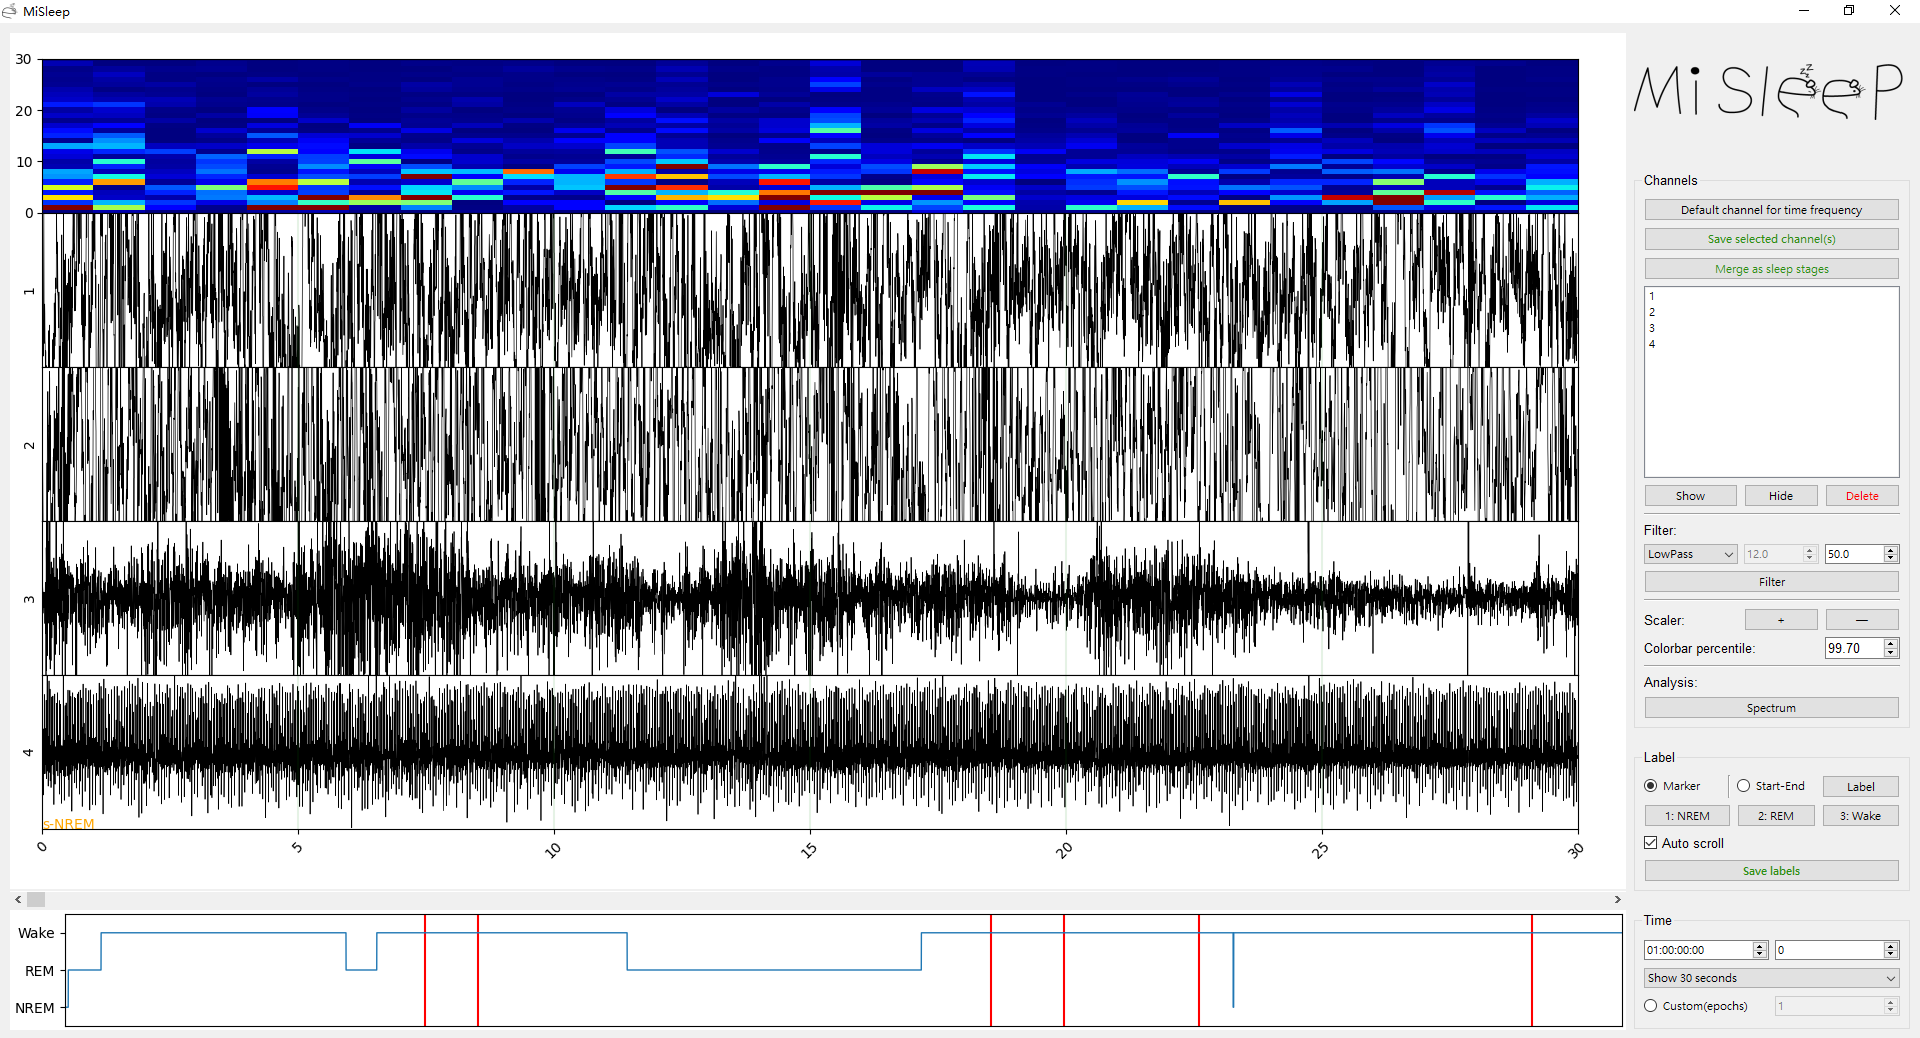 MiSleep
30
20
10
0
1
2
3
4
s-NREM
0
5
10
15
20
25
30
Wake
REM
NREM
zzz
MiSleeP
Channels
Default channel for time frequency
Save selected channel(s)
Merge as sleep stages
1
2
3
4
Show Hide Delete
Filter:
LowPass 12.0 50.0
Filter
Scaler: + —
Colorbar percentile: 99.70
Analysis:
Spectrum
Label
Marker Start-End Label
1: NREM 2: REM 3: Wake
Auto scroll
Save labels
Time
01:00:00:00 0
Show 30 seconds
Custom(epochs) 1